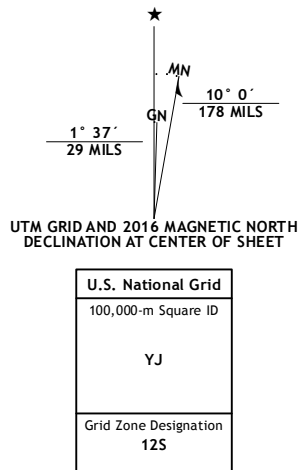 ★
MN
GN
10° 0´
178 MILS
1° 37´
29 MILS
UTM GRID AND 2016 MAGNETIC NORTH
DECLINATION AT CENTER OF SHEET
U.S. National Grid
100,000-m Square ID
YJ
Grid Zone Designation
12S